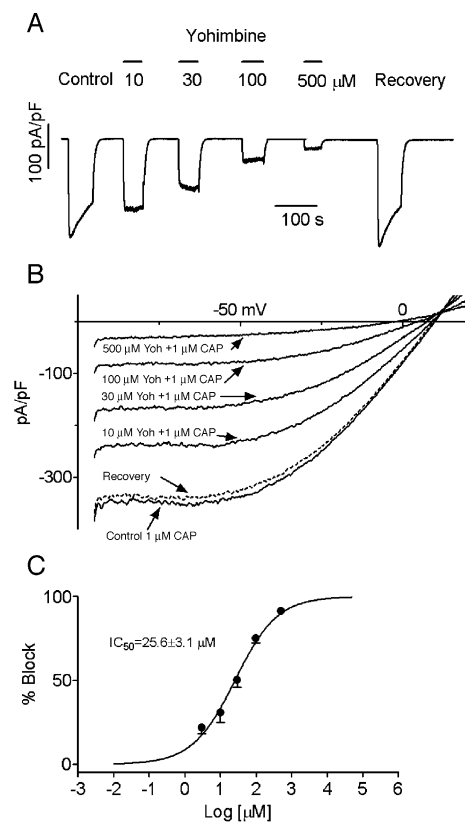 A
Yohimbine
Control 10 30 100 500 µM Recovery
100 pA/pF
100 s
B
-50 mV 0
500 µM Yoh +1 µM CAP
100 µM Yoh +1 µM CAP
30 µM Yoh +1 µM CAP
10 µM Yoh +1 µM CAP
Recovery
Control 1 µM CAP
-100
-300
pA/pF
C
100
50
0
% Block
IC50=25.6±3.1 µM
-3 -2 -1 0 1 2 3 4 5 6
Log [µM]